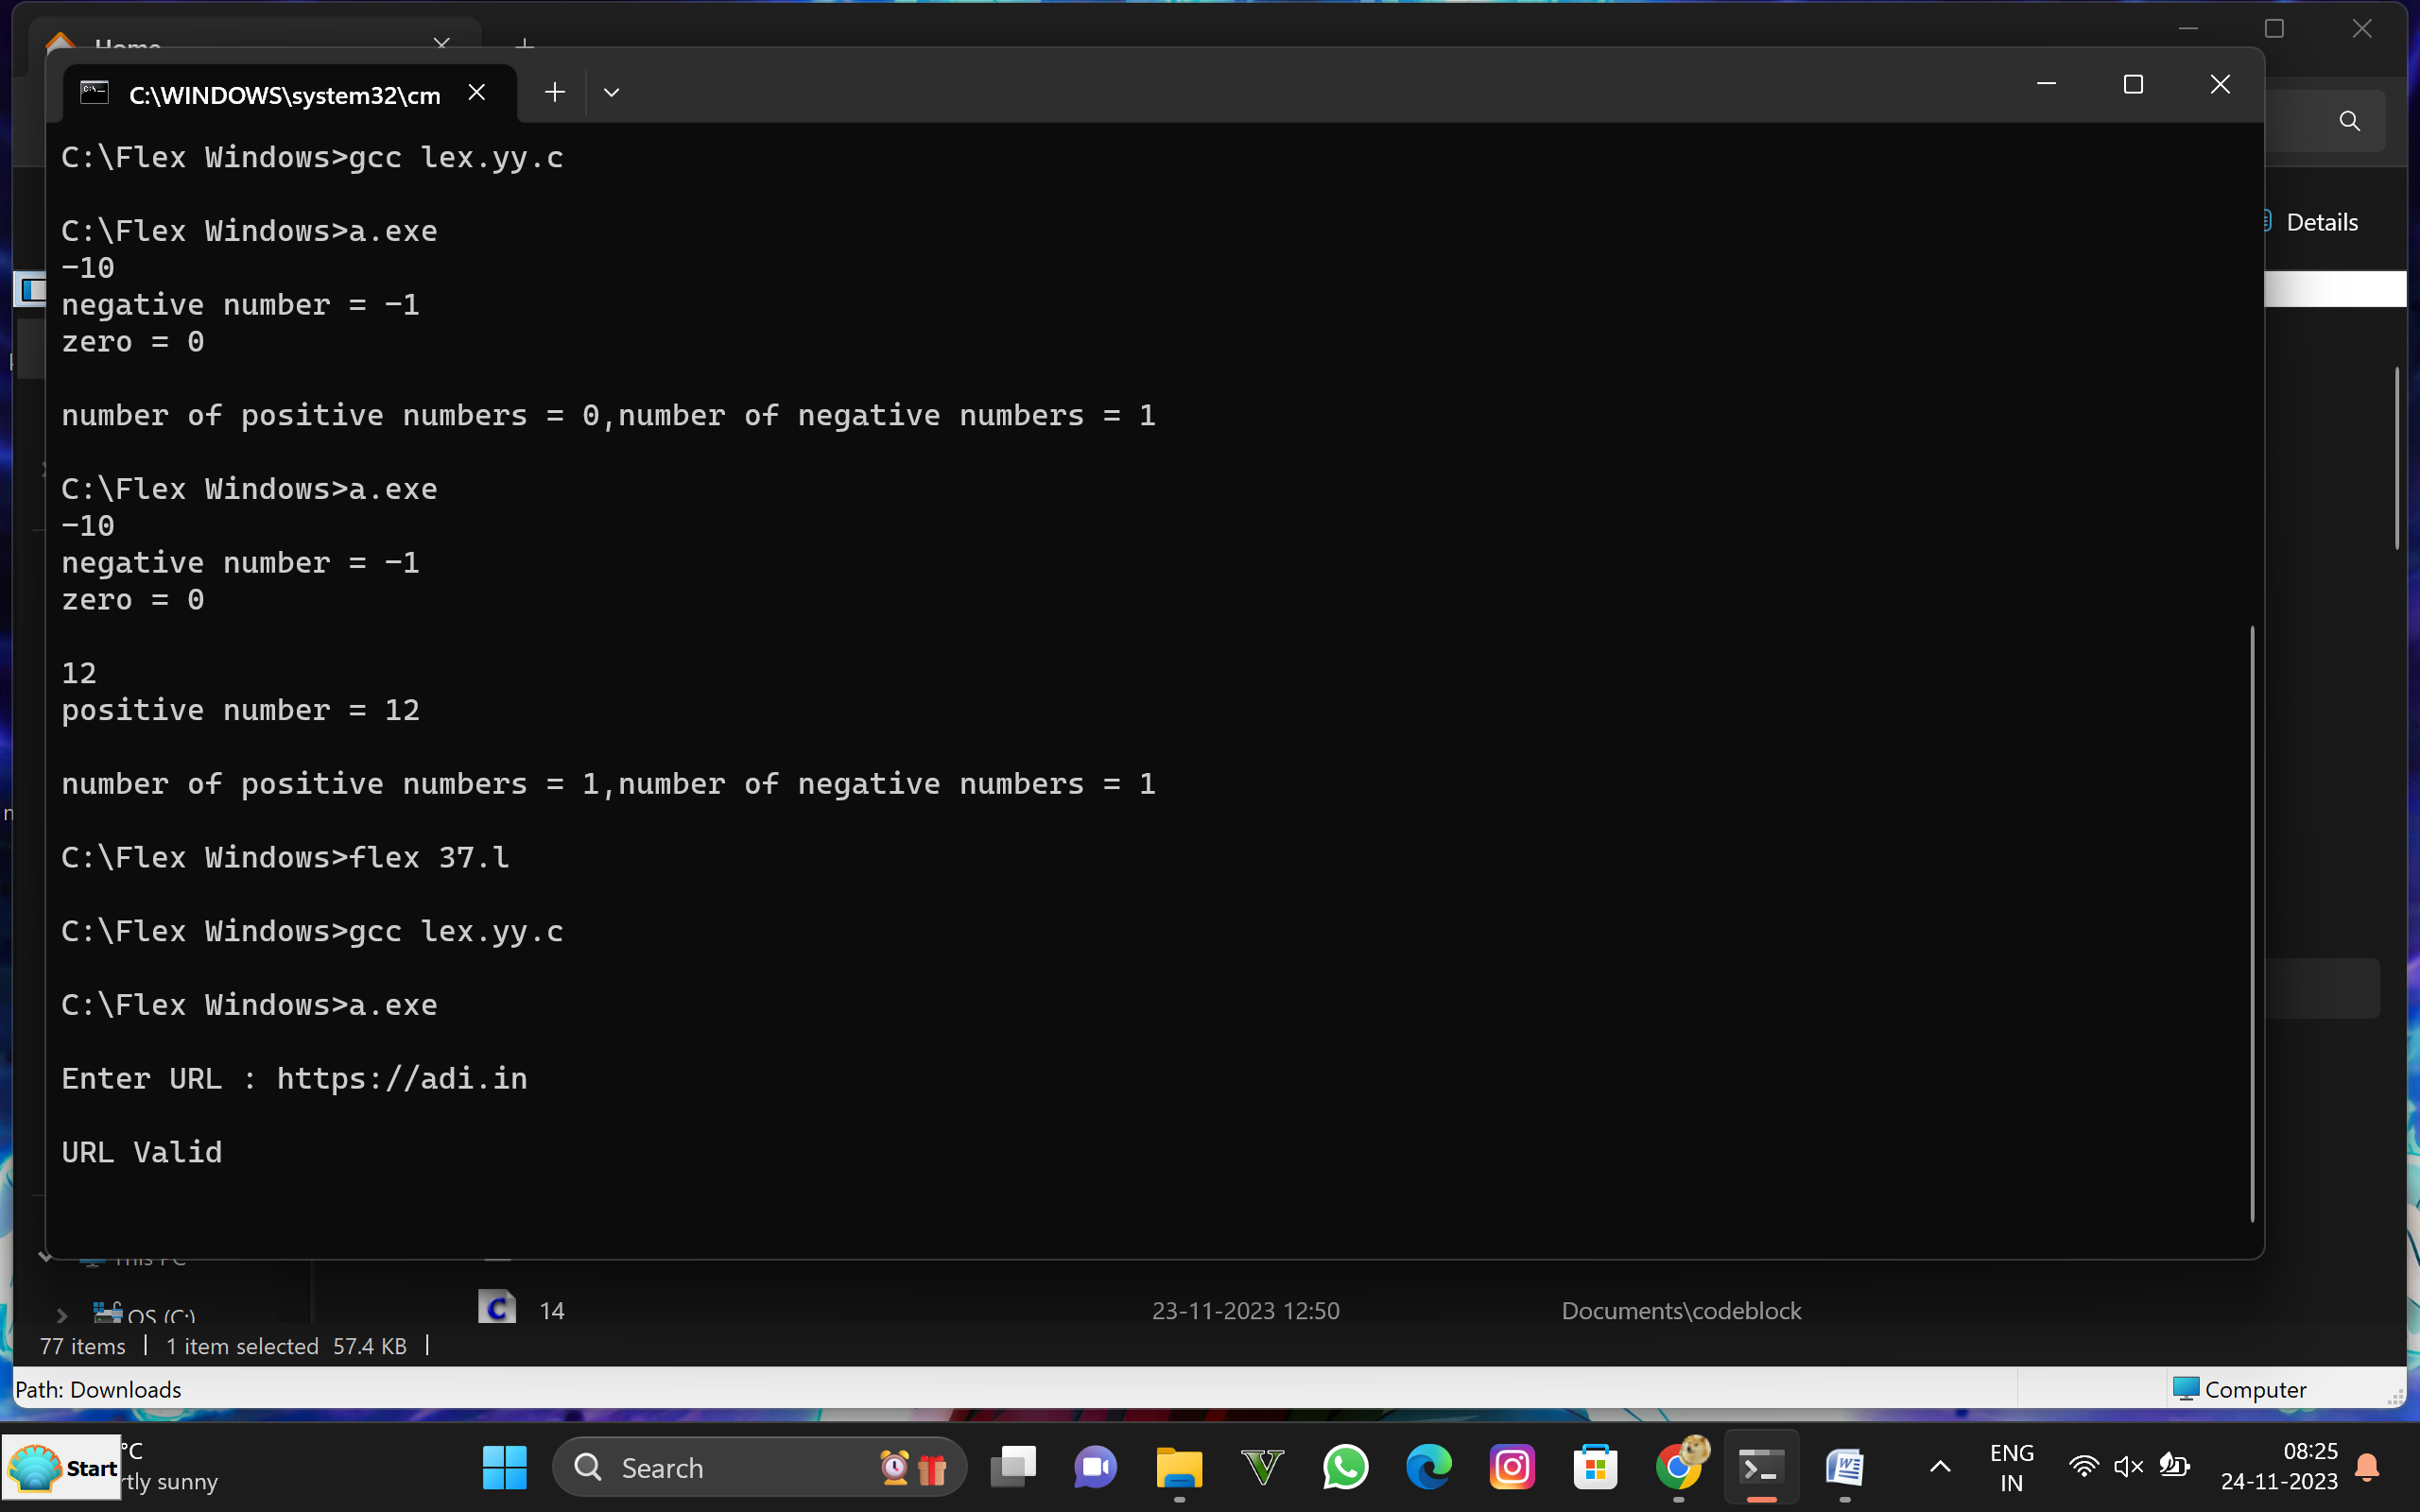 Home
C:\WINDOWS\system32\cm
C:\Flex Windows>gcc lex.yy.c
C:\Flex Windows>a.exe
-10
negative number = -1
zero = 0
number of positive numbers = 0,number of negative numbers = 1
C:\Flex Windows>a.exe
-10
negative number = -1
zero = 0
12
positive number = 12
number of positive numbers = 1,number of negative numbers = 1
C:\Flex Windows>flex 37.l
C:\Flex Windows>gcc lex.yy.c
C:\Flex Windows>a.exe
Enter URL : https://adi.in
URL Valid
Details
This PC
OS (C:)
14 23-11-2023 12:50 Documents\codeblock
77 items 1 item selected 57.4 KB
Path: Downloads Computer
Start
°C
rtly sunny
Search
ENG
IN
08:25
24-11-2023